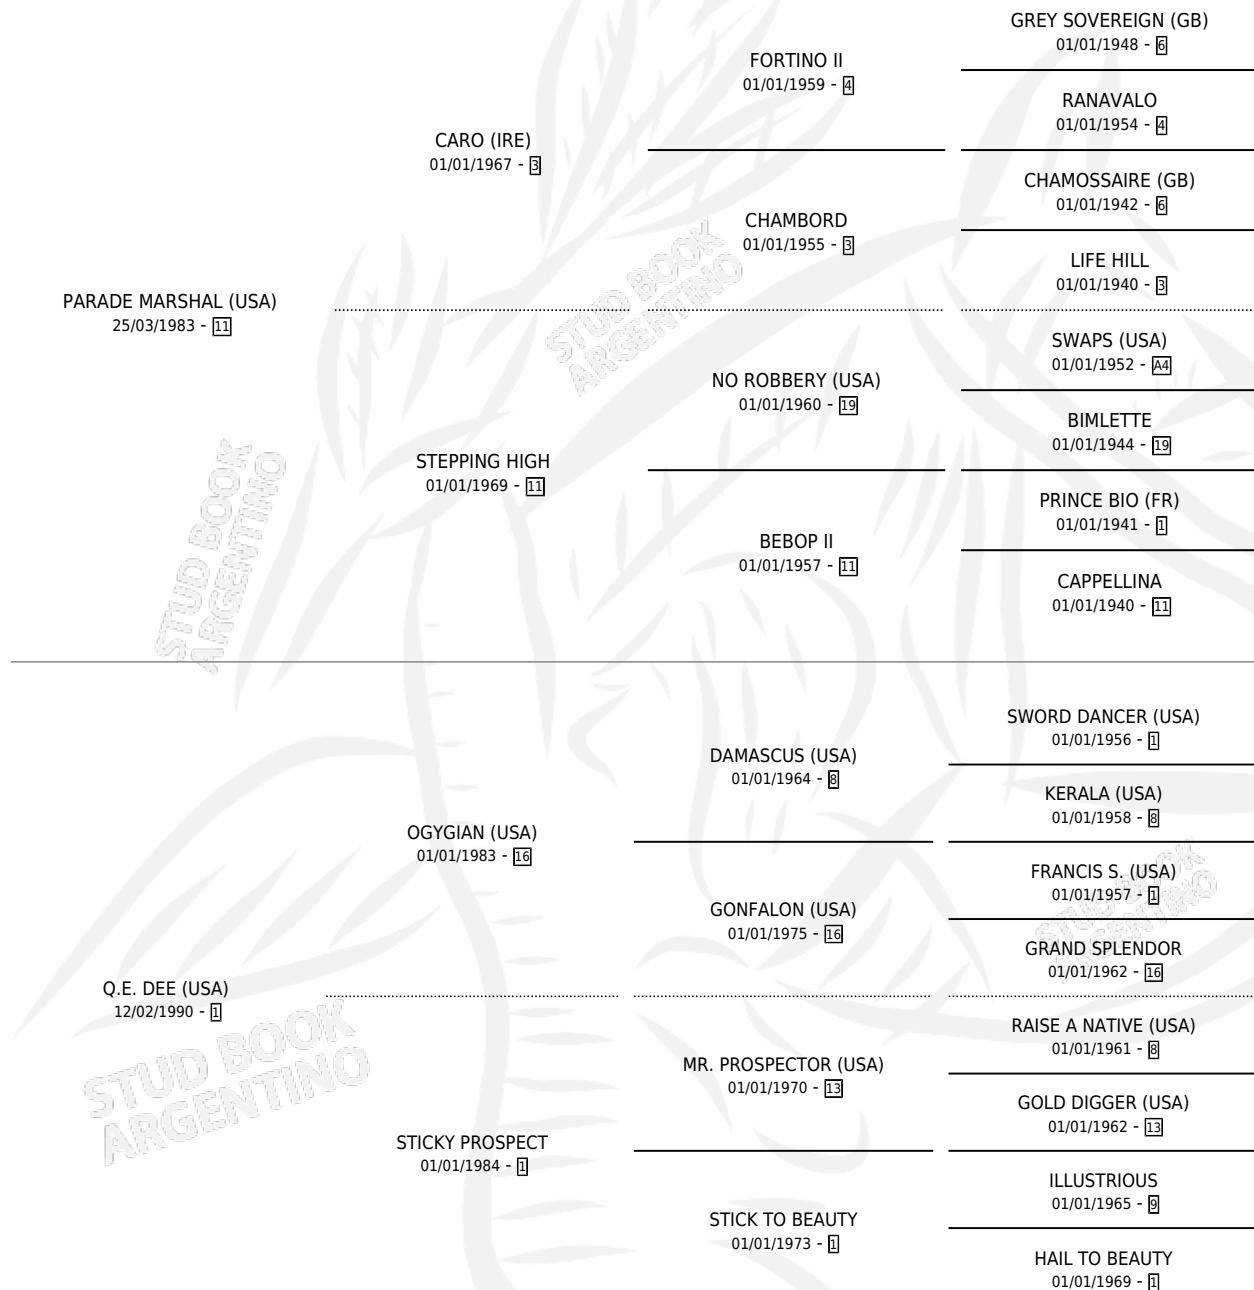 GREY SOVEREIGN (GB)
01/01/1948 - 6
FORTINO II
01/01/1959 - 4
RANAVALO
01/01/1954 - 4
CARO (IRE)
01/01/1967 - 3
CHAMOSSAIRE (GB)
01/01/1942 - 6
CHAMBORD
01/01/1955 - 3
LIFE HILL
01/01/1940 - 3
PARADE MARSHAL (USA)
25/03/1983 - 11
STUD BOOK
ARGENTINO
SWAPS (USA)
01/01/1952 - A4
NO ROBBERY (USA)
01/01/1960 - 19
BIMLETTE
01/01/1944 - 19
STEPPING HIGH
01/01/1969 - 11
PRINCE BIO (FR)
01/01/1941 - 1
BEBOP II
01/01/1957 - 11
CAPPELLINA
01/01/1940 - 11
STUD BOOK
ARGENTINO
SWORD DANCER (USA)
01/01/1956 - 1
DAMASCUS (USA)
01/01/1964 - 8
KERALA (USA)
01/01/1958 - 8
OGYGIAN (USA)
01/01/1983 - 16
FRANCIS S. (USA)
01/01/1957 - 1
GONFALON (USA)
01/01/1975 - 16
GRAND SPLENDOR
01/01/1962 - 16
STUD BOOK
ARGENTINO
Q.E. DEE (USA)
12/02/1990 - 1
RAISE A NATIVE (USA)
01/01/1961 - 8
MR. PROSPECTOR (USA)
01/01/1970 - 13
GOLD DIGGER (USA)
01/01/1962 - 13
STUD BOOK
ARGENTINO
STICKY PROSPECT
01/01/1984 - 1
ILLUSTRIOUS
01/01/1965 - 9
STICK TO BEAUTY
01/01/1973 - 1
HAIL TO BEAUTY
01/01/1969 - 1